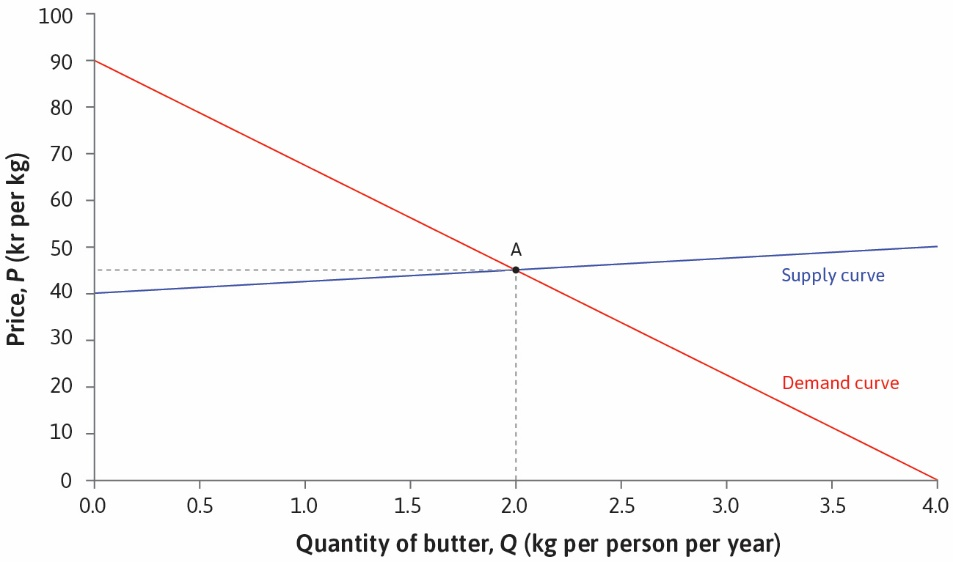 100
90
80
70
60
50
40
30
20
10
0
Price, P (kr per kg)
A
Supply curve
Demand curve
0.0 0.5 1.0 1.5 2.0 2.5 3.0 3.5 4.0
Quantity of butter, Q (kg per person per year)